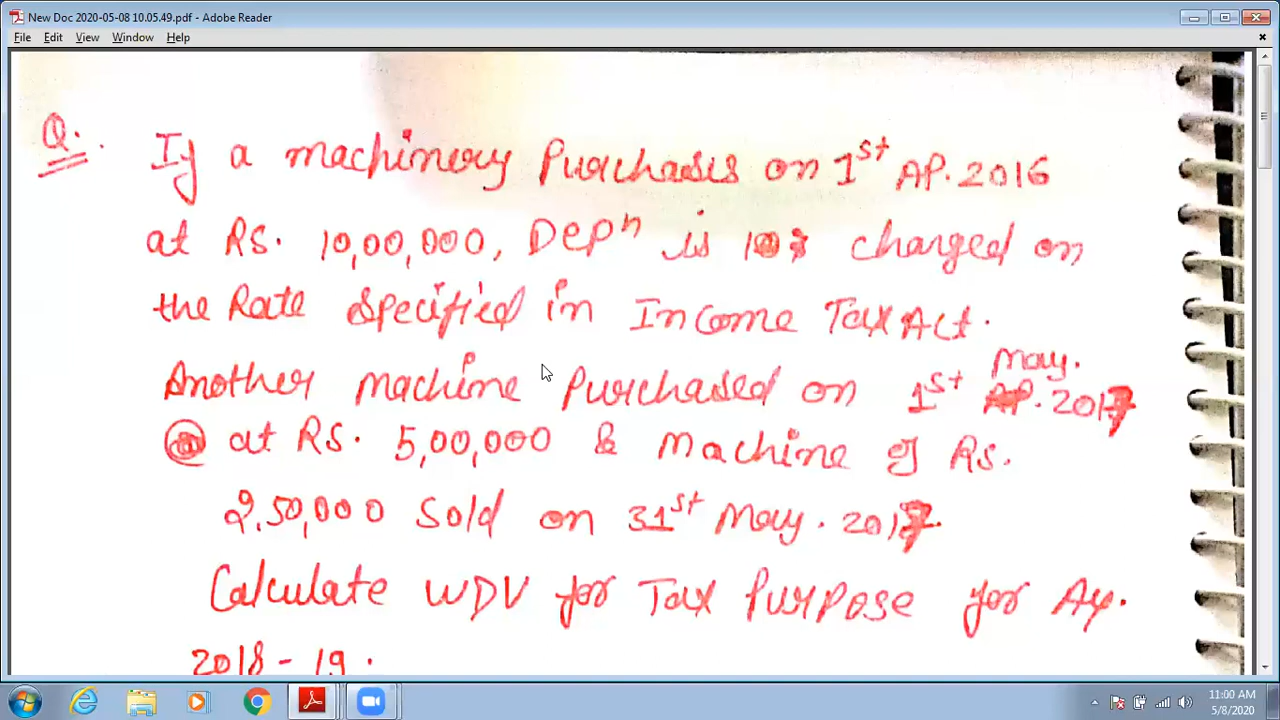 New Doc 2020-05-08 10.05.49.pdf - Adobe Reader
File Edit View Window Help
Q. If a machinery Purchases on 1st AP. 2016
at RS. 10,00,000, Depn is charged on
the Rate specified in Income Tax Act.
May.
Another machine Purchased on 1st 2017
at RS. 5,00,000 & Machine of Rs.
2,50,000 Sold on 31st May. 2017.
Calculate WDV for Tax Purpose for Ay.
2018 - 19.
11:00 AM
5/8/2020